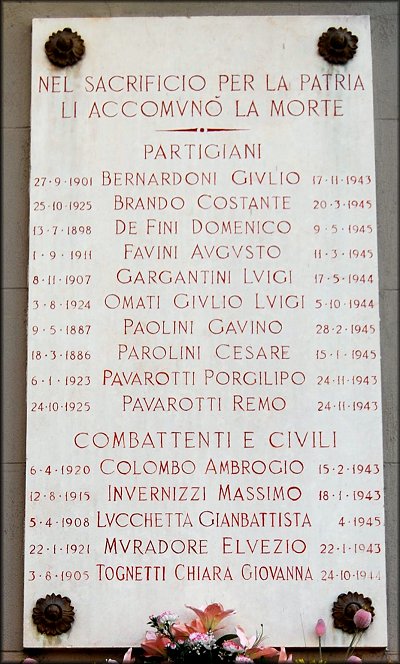 NEL SACRIFICIO PER LA PATRIA
LI ACCOMVNÒ LA MORTE
PARTIGIANI
27·9·1901 BERNARDONI GIVLIO 17·11·1943
25·10·1925 BRANDO COSTANTE 20·3·1945
13·7·1898 DE FINI DOMENICO 9·5·1945
1·9·1911 FAVINI AVGVSTO 11·3·1945
8·11·1907 GARGANTINI LVIGI 17·5·1944
3·8·1924 OMATI GIVLIO LVIGI 5·10·1944
9·5·1887 PAOLINI GAVINO 28·2·1945
18·3·1886 PAROLINI CESARE 15·1·1945
6·1·1923 PAVAROTTI PORGILIPO 24·11·1943
24·10·1925 PAVAROTTI REMO 24·11·1943
COMBATTENTI E CIVILI
6·4·1920 COLOMBO AMBROGIO 15·2·1943
12·8·1915 INVERNIZZI MASSIMO 18·1·1943
5·4·1908 LVCCHETTA GIANBATTISTA 4·1945
22·1·1921 MVRADORE ELVEZIO 22·1·1943
3·8·1905 TOGNETTI CHIARA GIOVANNA 24·10·1944